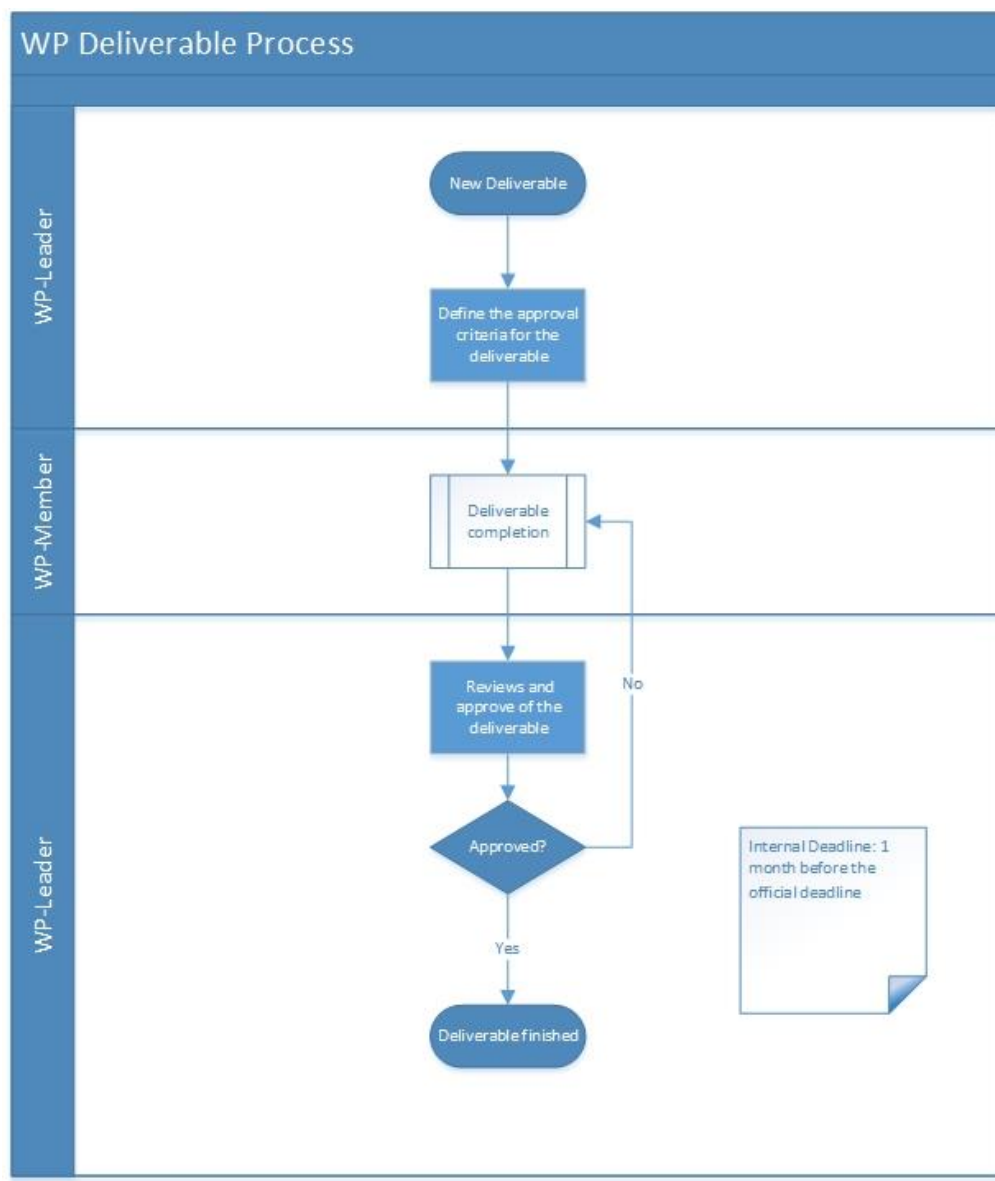 WP Deliverable Process
WP-Leader
New Deliverable
Define the approval
criteria for the
deliverable
WP-Member
Deliverable
completion
WP-Leader
Reviews and
approve of the
deliverable
No
Approved?
Internal Deadline: 1
month before the
official deadline
Yes
Deliverable finished